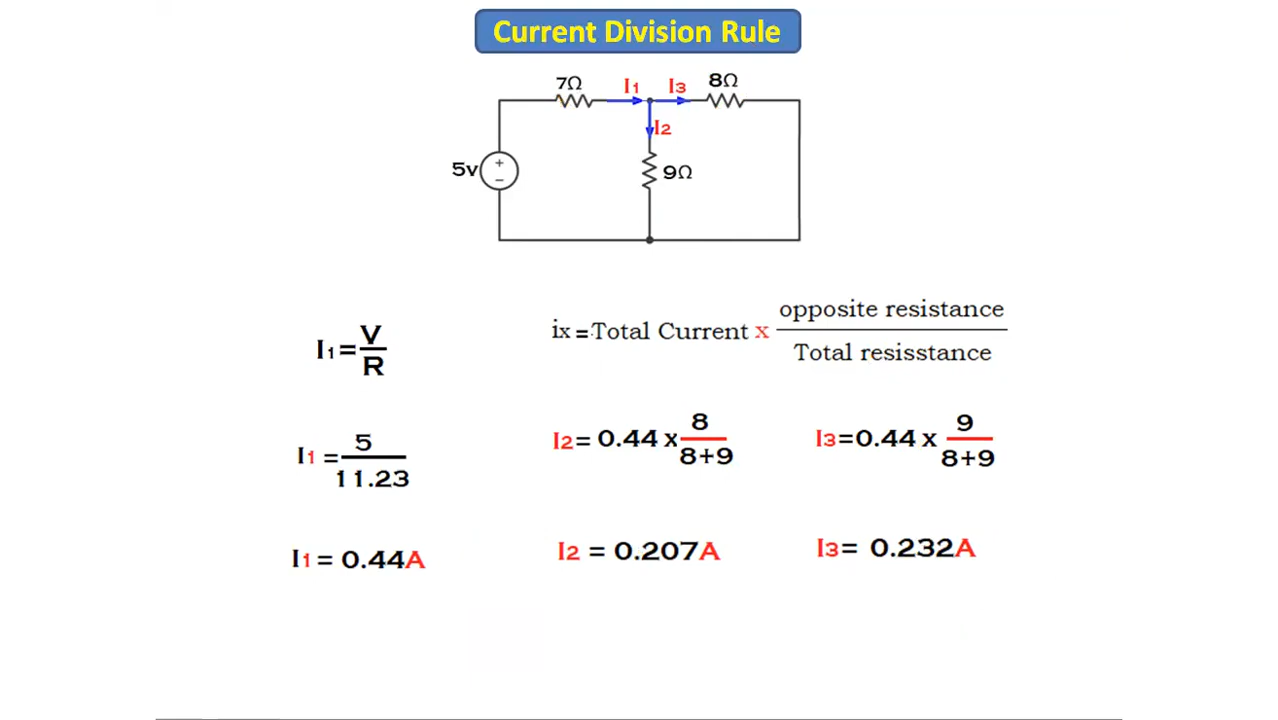 Current Division Rule
7Ω I1 I3 8Ω
I2
5v + − 9Ω
I1 = V/R
ix = Total Current x opposite resistance / Total resisstance
I1 = 5 / 11.23
I2 = 0.44 x 8 / 8+9
I3 = 0.44 x 9 / 8+9
I1 = 0.44A
I2 = 0.207A
I3 = 0.232A